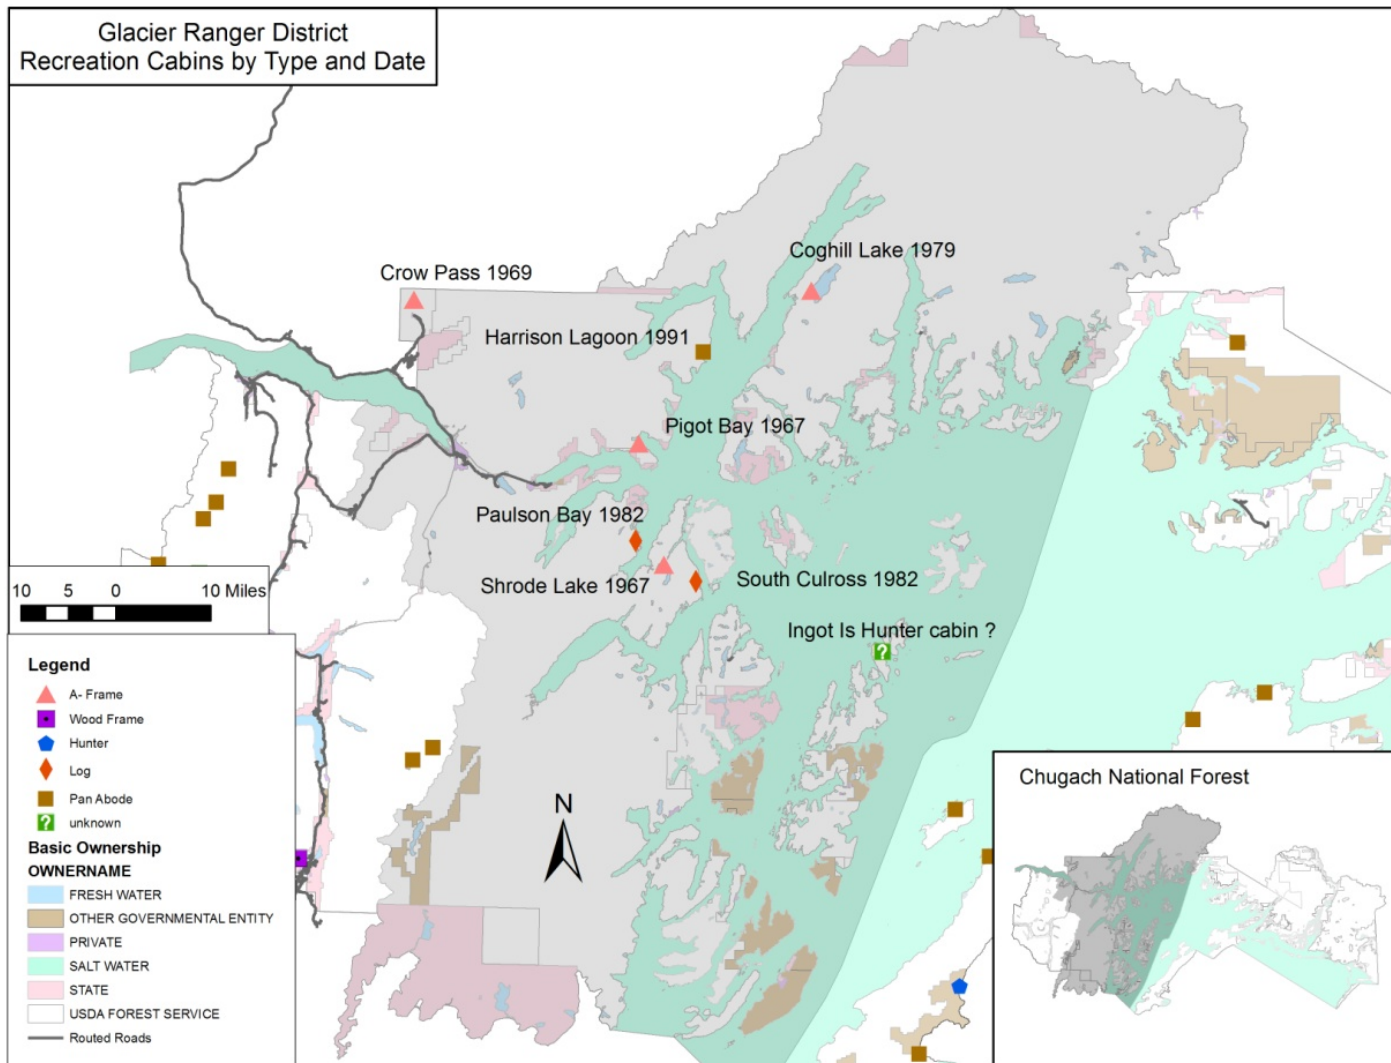 Glacier Ranger District
Recreation Cabins by Type and Date
Coghill Lake 1979
Crow Pass 1969
Harrison Lagoon 1991
Pigot Bay 1967
Paulson Bay 1982
Shrode Lake 1967
South Culross 1982
Ingot Is Hunter cabin ?
?
10 5 0 10 Miles
Legend
A- Frame
Wood Frame
Hunter
Log
Pan Abode
? unknown
Basic Ownership
OWNERNAME
FRESH WATER
OTHER GOVERNMENTAL ENTITY
PRIVATE
SALT WATER
STATE
USDA FOREST SERVICE
Routed Roads
N
Chugach National Forest